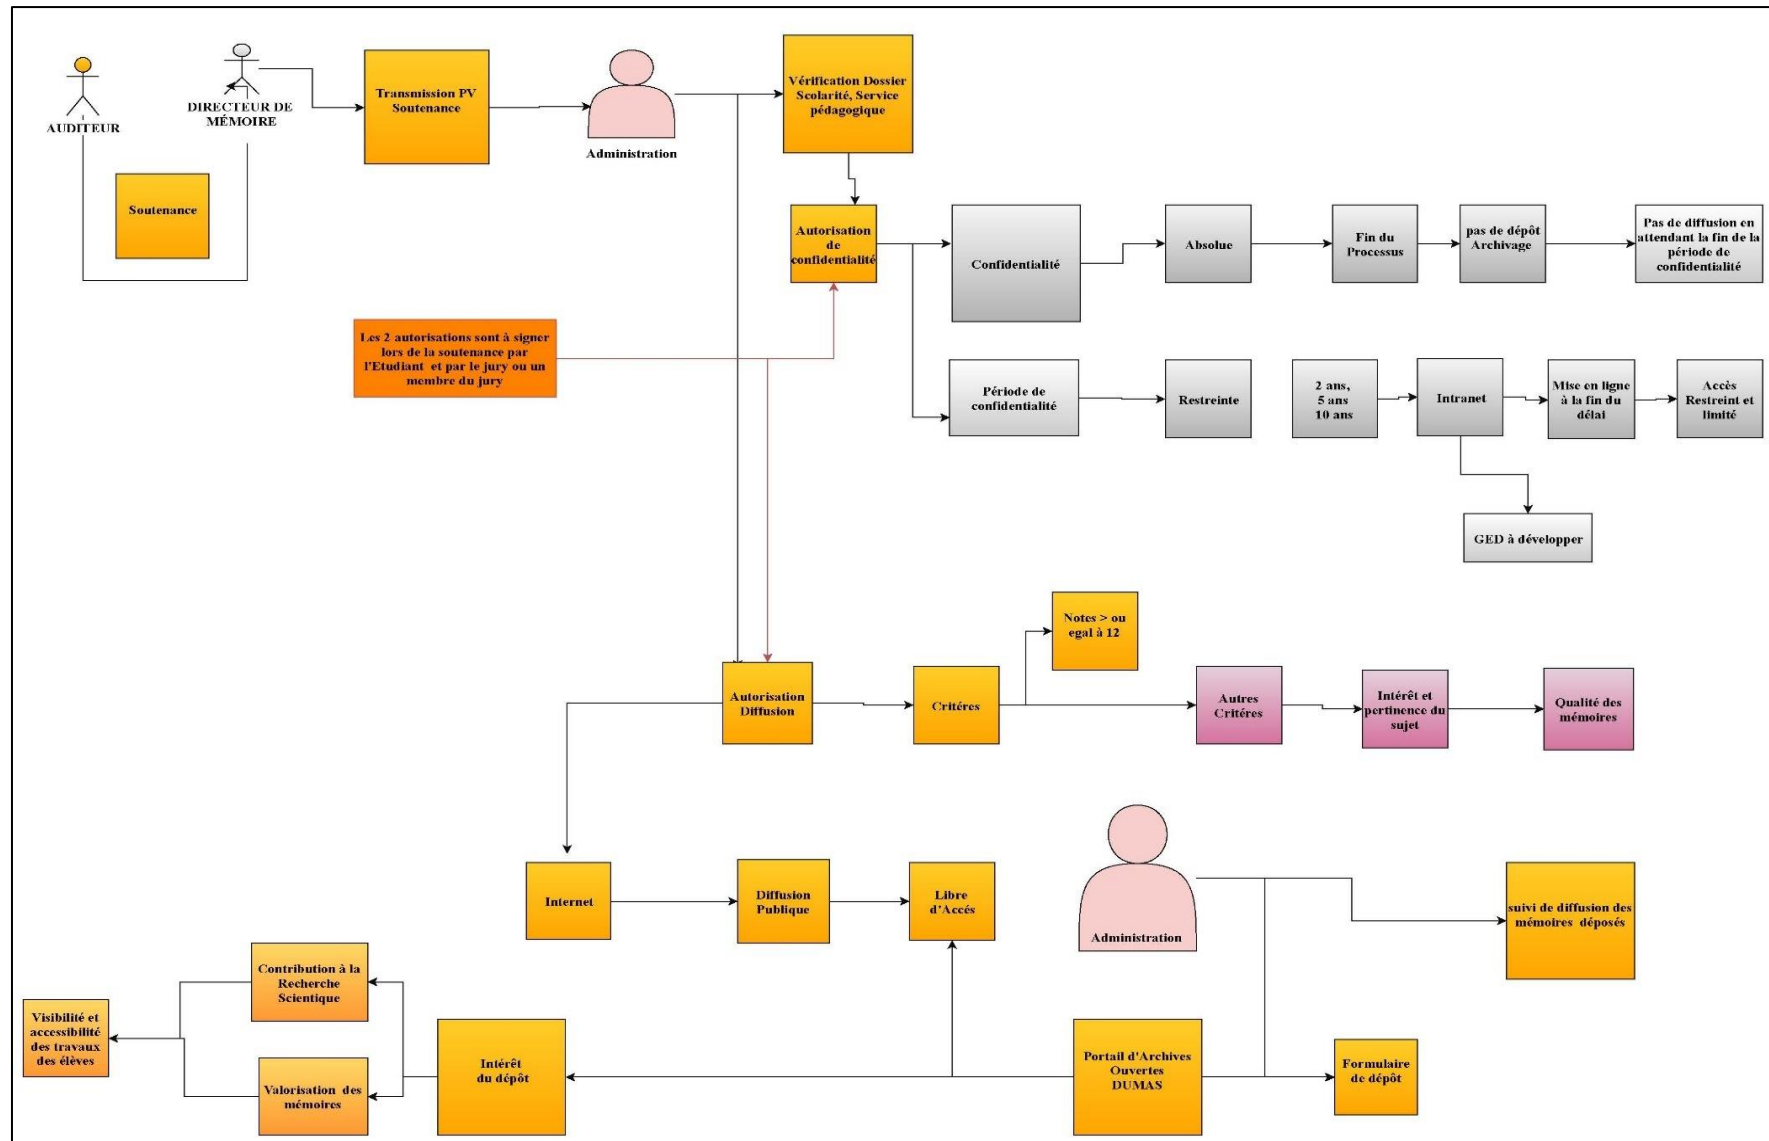 AUDITEUR
DIRECTEUR DE
MÉMOIRE
Soutenance
Transmission PV
Soutenance
Administration
Vérification Dossier
Scolarité, Service
pédagogique
Autorisation
de
confidentialité
Confidentialité
Absolue
Fin du
Processus
pas de dépôt
Archivage
Pas de diffusion en
attendant la fin de la
période de
confidentialité
Les 2 autorisations sont à signer
lors de la soutenance par
l'Etudiant et par le jury ou un
membre du jury
Période de
confidentialité
Restreinte
2 ans,
5 ans
10 ans
Intranet
Mise en ligne
à la fin du
délai
Accès
Restreint et
limité
GED à développer
Notes > ou
egal à 12
Autorisation
Diffusion
Critéres
Autres
Critéres
Intérêt et
pertinence du
sujet
Qualité des
mémoires
Internet
Diffusion
Publique
Libre
d'Accés
Administration
suivi de diffusion des
mémoires déposés
Contribution à la
Recherche
Scientique
Visibilité et
accessibilité
des travaux
des élèves
Valorisation des
mémoires
Intérêt
du dépôt
Portail d'Archives
Ouvertes
DUMAS
Formulaire
de dépôt